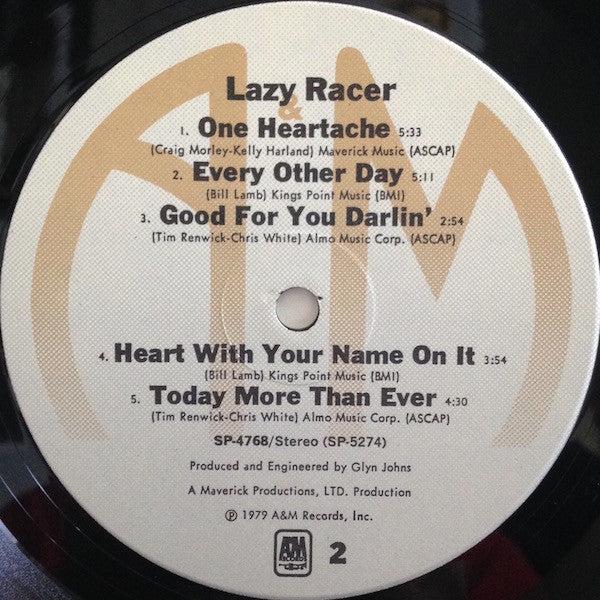 Lazy Racer
&
1. One Heartache 5:33
(Craig Morley-Kelly Harland) Maverick Music (ASCAP)
2. Every Other Day 5:11
(Bill Lamb) Kings Point Music (BMI)
3. Good For You Darlin' 2:54
(Tim Renwick-Chris White) Almo Music Corp. (ASCAP)
A M
4. Heart With Your Name On It 3:54
(Bill Lamb) Kings Point Music (BMI)
5. Today More Than Ever 4:30
(Tim Renwick-Chris White) Almo Music Corp. (ASCAP)
SP-4768/Stereo (SP-5274)
Produced and Engineered by Glyn Johns
A Maverick Productions, LTD. Production
℗ 1979 A&M Records, Inc.
A&M
RECORDS
2